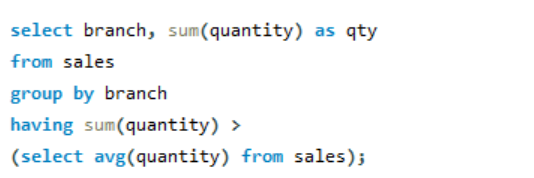 select branch, sum(quantity) as qty
from sales
group by branch
having sum(quantity) >
(select avg(quantity) from sales);